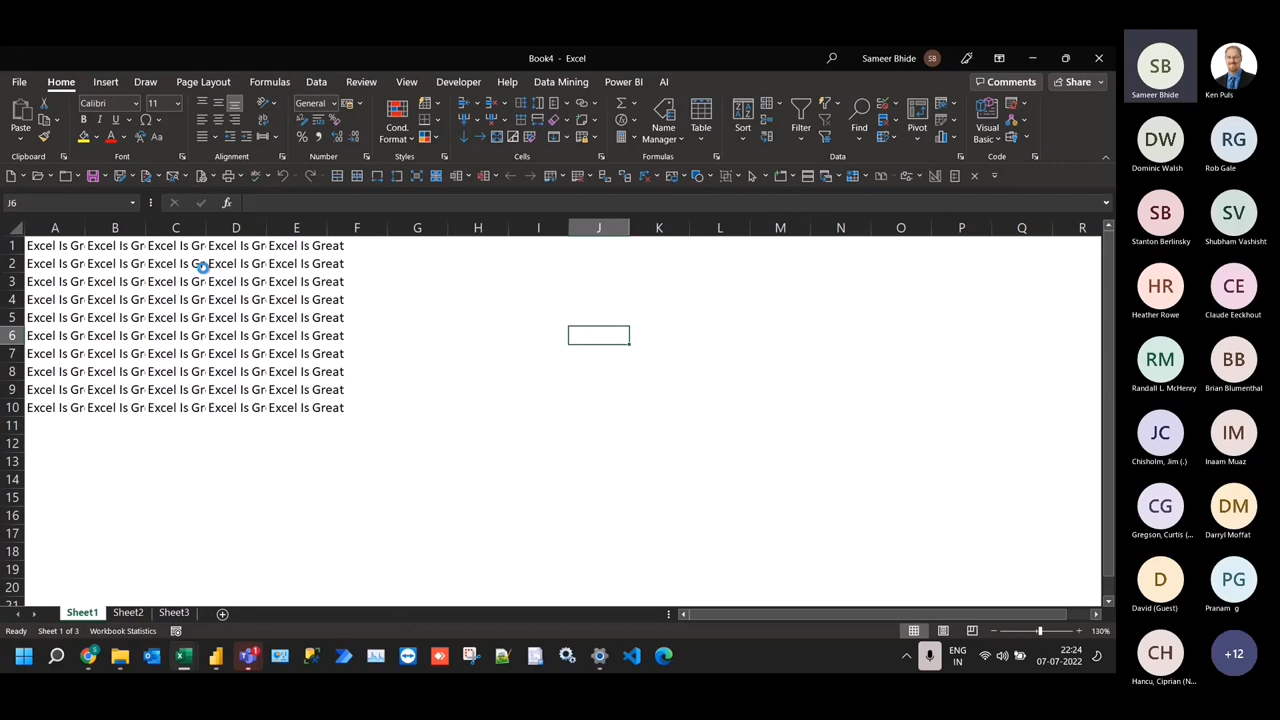 Book4 - Excel
Sameer Bhide SB
File Home Insert Draw Page Layout Formulas Data Review View Developer Help Data Mining Power BI AI
Comments Share
Calibri 11 General
Paste
Cond. Format
Name Manager
Table
Sort
Filter
Find
Pivot
Visual Basic
Clipboard Font Alignment Number Styles Cells Formulas Data Code
J6
A B C D E F G H I J K L M N O P Q R
1 Excel Is Gr Excel Is Gr Excel Is Gr Excel Is Gr Excel Is Great
2 Excel Is Gr Excel Is Gr Excel Is Gr Excel Is Gr Excel Is Great
3 Excel Is Gr Excel Is Gr Excel Is Gr Excel Is Gr Excel Is Great
4 Excel Is Gr Excel Is Gr Excel Is Gr Excel Is Gr Excel Is Great
5 Excel Is Gr Excel Is Gr Excel Is Gr Excel Is Gr Excel Is Great
6 Excel Is Gr Excel Is Gr Excel Is Gr Excel Is Gr Excel Is Great
7 Excel Is Gr Excel Is Gr Excel Is Gr Excel Is Gr Excel Is Great
8 Excel Is Gr Excel Is Gr Excel Is Gr Excel Is Gr Excel Is Great
9 Excel Is Gr Excel Is Gr Excel Is Gr Excel Is Gr Excel Is Great
10 Excel Is Gr Excel Is Gr Excel Is Gr Excel Is Gr Excel Is Great
11
12
13
14
15
16
17
18
19
20
21
Sheet1 Sheet2 Sheet3
Ready Sheet 1 of 3 Workbook Statistics
130%
ENG
IN
22:24
07-07-2022
SB
Sameer Bhide Ken Puls
DW RG
Dominic Walsh Rob Gale
SB SV
Stanton Berlinsky Shubham Vashisht
HR CE
Heather Rowe Claude Eeckhout
RM BB
Randall L. McHenry Brian Blumenthal
JC IM
Chisholm, Jim (.) Inaam Muaz
CG DM
Gregson, Curtis (... Darryl Moffat
D PG
David (Guest) Pranam g
CH +12
Hancu, Ciprian (N...